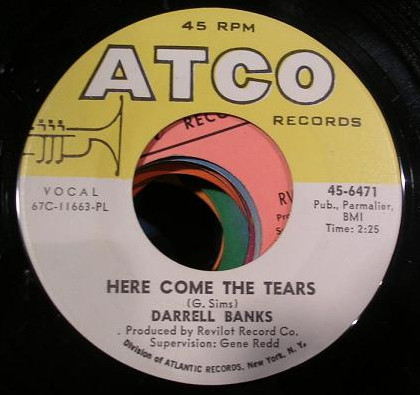 45 RPM
ATCO
RECORDS
VOCAL
67C-11663-PL
45-6471
Pub., Parmalier,
BMI
Time: 2:25
HERE COME THE TEARS
(G. Sims)
DARRELL BANKS
Produced by Revilot Record Co.
Supervision: Gene Redd
Division of ATLANTIC RECORDS, New York, N. Y.